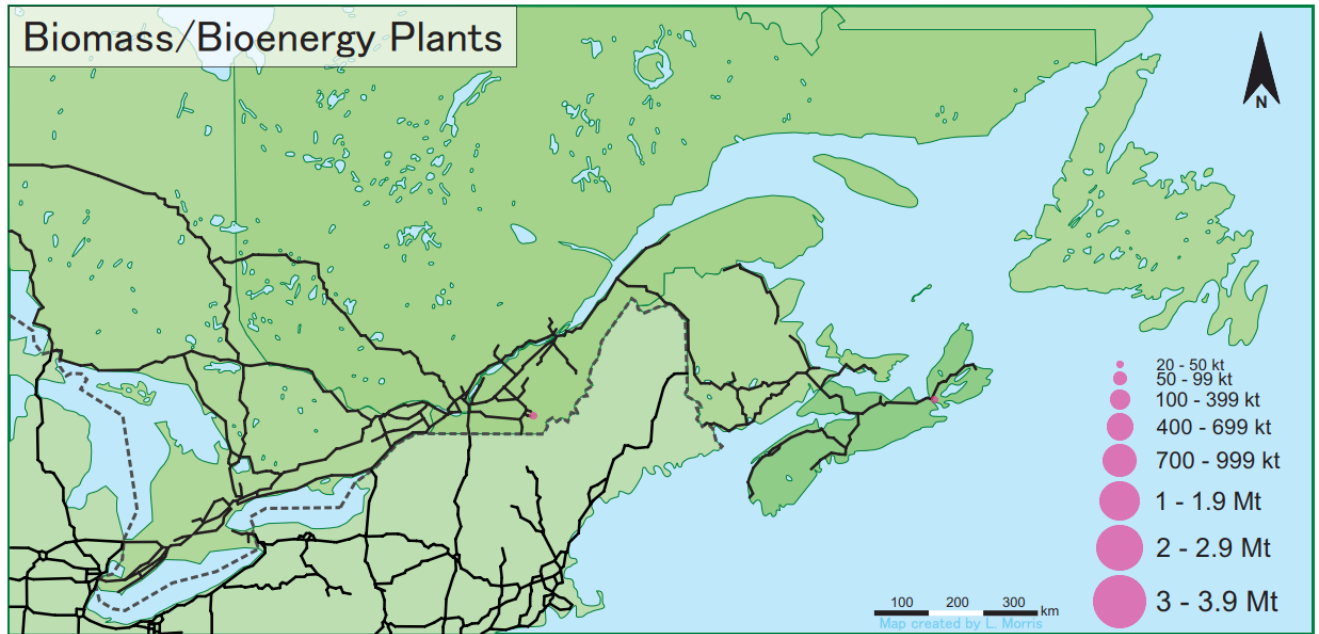 Biomass/Bioenergy Plants
N
20 - 50 kt
50 - 99 kt
100 - 399 kt
400 - 699 kt
700 - 999 kt
1 - 1.9 Mt
2 - 2.9 Mt
3 - 3.9 Mt
100 200 300 km
Map created by L. Morris